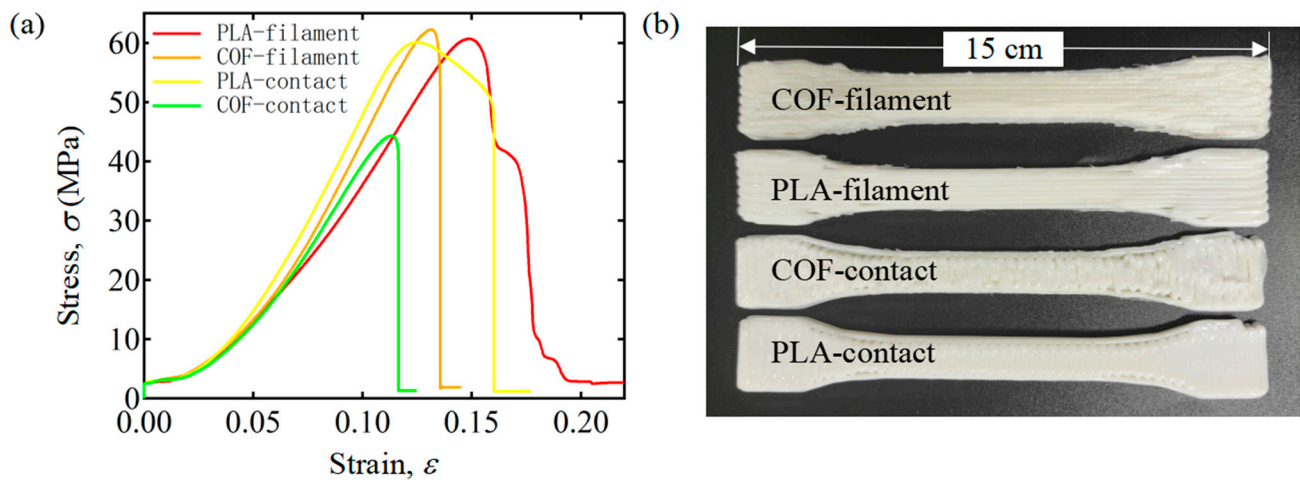 (a)
PLA-filament
COF-filament
PLA-contact
COF-contact
60
50
40
30
20
10
0
0.00 0.05 0.10 0.15 0.20
Stress, σ (MPa)
Strain, ε
(b)
15 cm
COF-filament
PLA-filament
COF-contact
PLA-contact